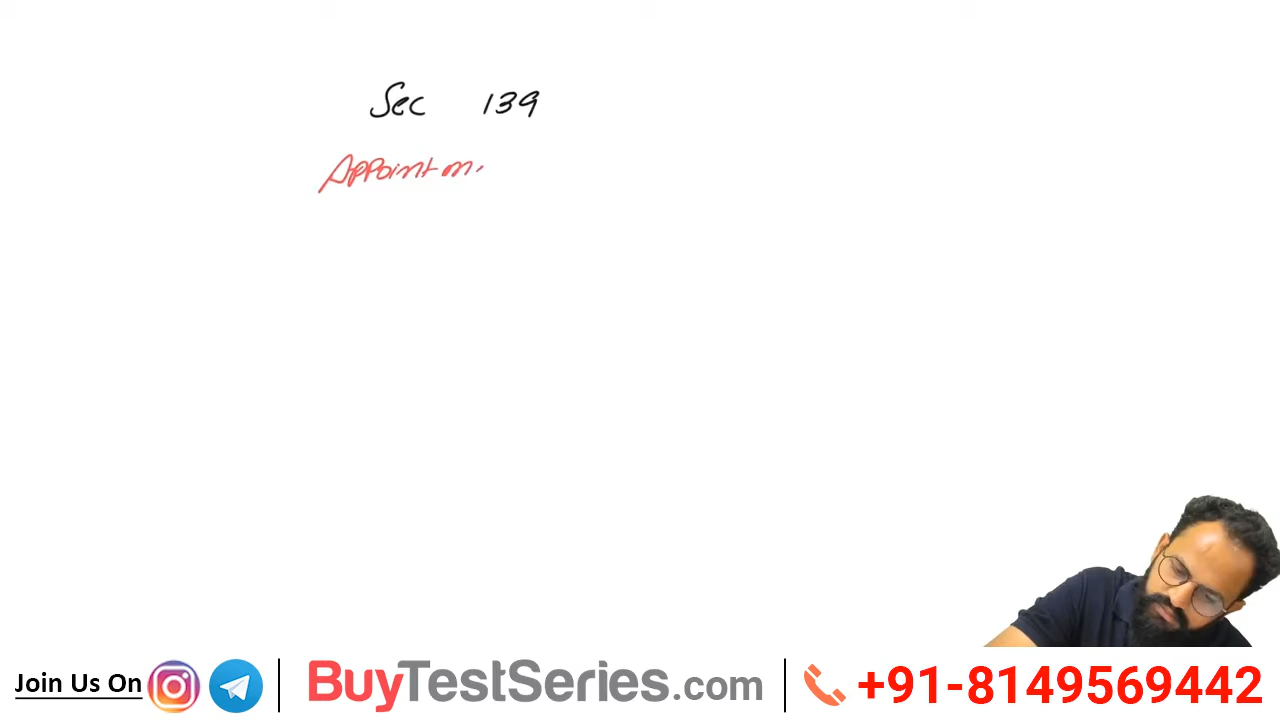 Sec 139
Appointm
Join Us On
BuyTestSeries.com
+91-8149569442